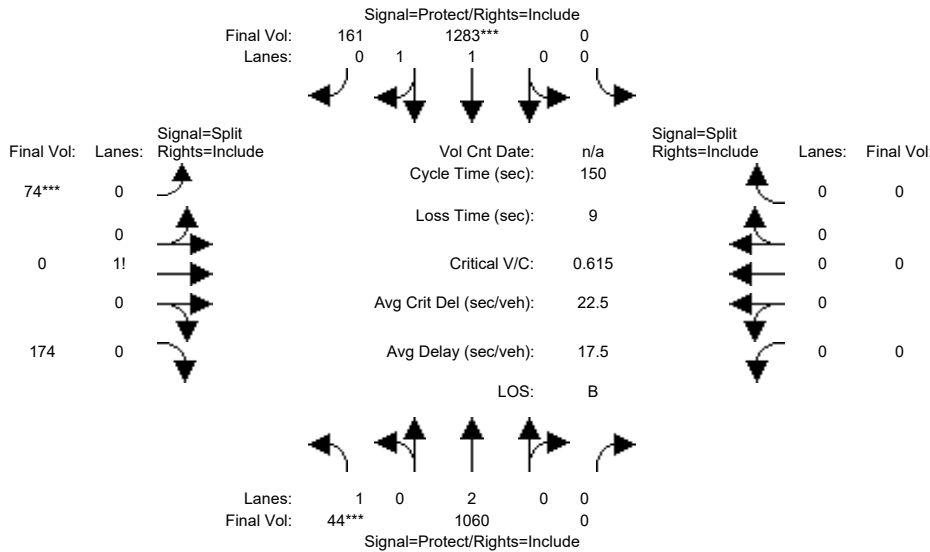 Signal=Protect/Rights=Include
Final Vol: 161 1283*** 0
Lanes: 0 1 1 0 0
Signal=Split Signal=Split
Final Vol: Lanes: Rights=Include Vol Cnt Date: n/a Rights=Include Lanes: Final Vol:
Cycle Time (sec): 150
74*** 0 0 0
Loss Time (sec): 9
0 0
0 1! Critical V/C: 0.615 0 0
0 Avg Crit Del (sec/veh): 22.5 0
174 0 Avg Delay (sec/veh): 17.5 0 0
LOS: B
Lanes: 1 0 2 0 0
Final Vol: 44*** 1060 0
Signal=Protect/Rights=Include